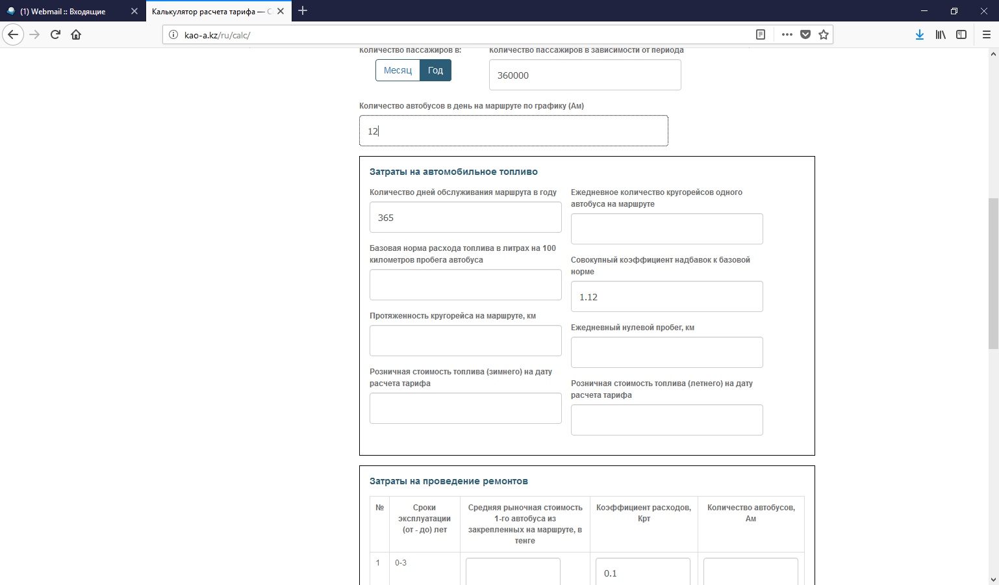 (1) Webmail :: Входящие
Калькулятор расчета тарифа — С
kao-a.kz/ru/calc/
Количество пассажиров в:
Количество пассажиров в зависимости от периода
Месяц
Год
360000
Количество автобусов в день на маршруте по графику (Ам)
12
Затраты на автомобильное топливо
Количество дней обслуживания маршрута в году
365
Ежедневное количество кругорейсов одного
автобуса на маршруте
Базовая норма расхода топлива в литрах на 100
километров пробега автобуса
Совокупный коэффициент надбавок к базовой
норме
1.12
Протяженность кругорейса на маршруте, км
Ежедневный нулевой пробег, км
Розничная стоимость топлива (зимнего) на дату
расчета тарифа
Розничная стоимость топлива (летнего) на дату
расчета тарифа
Затраты на проведение ремонтов
№
Сроки
эксплуатации
(от - до) лет
Средняя рыночная стоимость
1-го автобуса из
закрепленных на маршруте, в
тенге
Коэффициент расходов,
Крт
Количество автобусов,
Ам
1
0-3
0.1